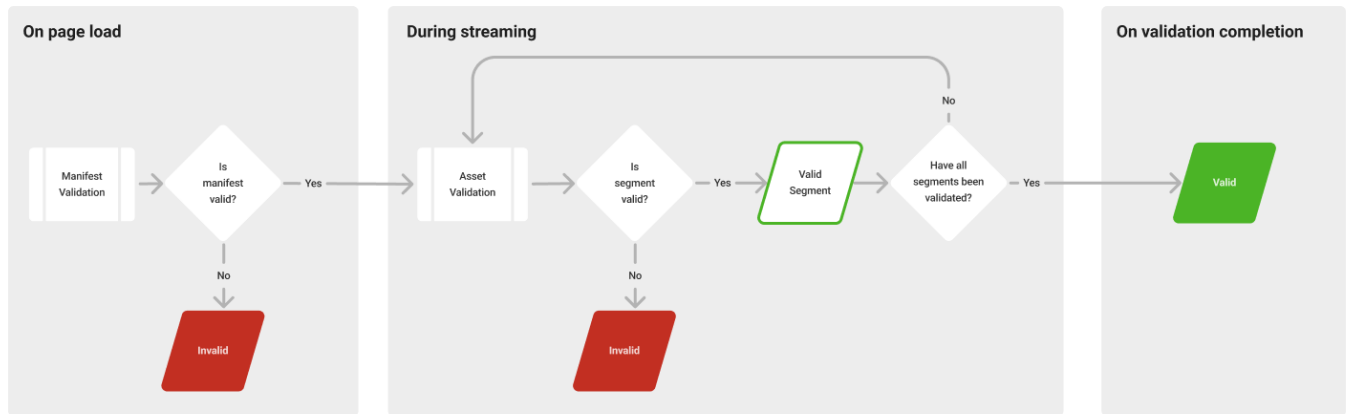 On page load
Manifest
Validation
Is
manifest
valid?
Yes
No
Invalid
During streaming
Asset
Validation
Is
segment
valid?
Yes
No
Invalid
Valid
Segment
Have all
segments been
validated?
No
Yes
On validation completion
Valid